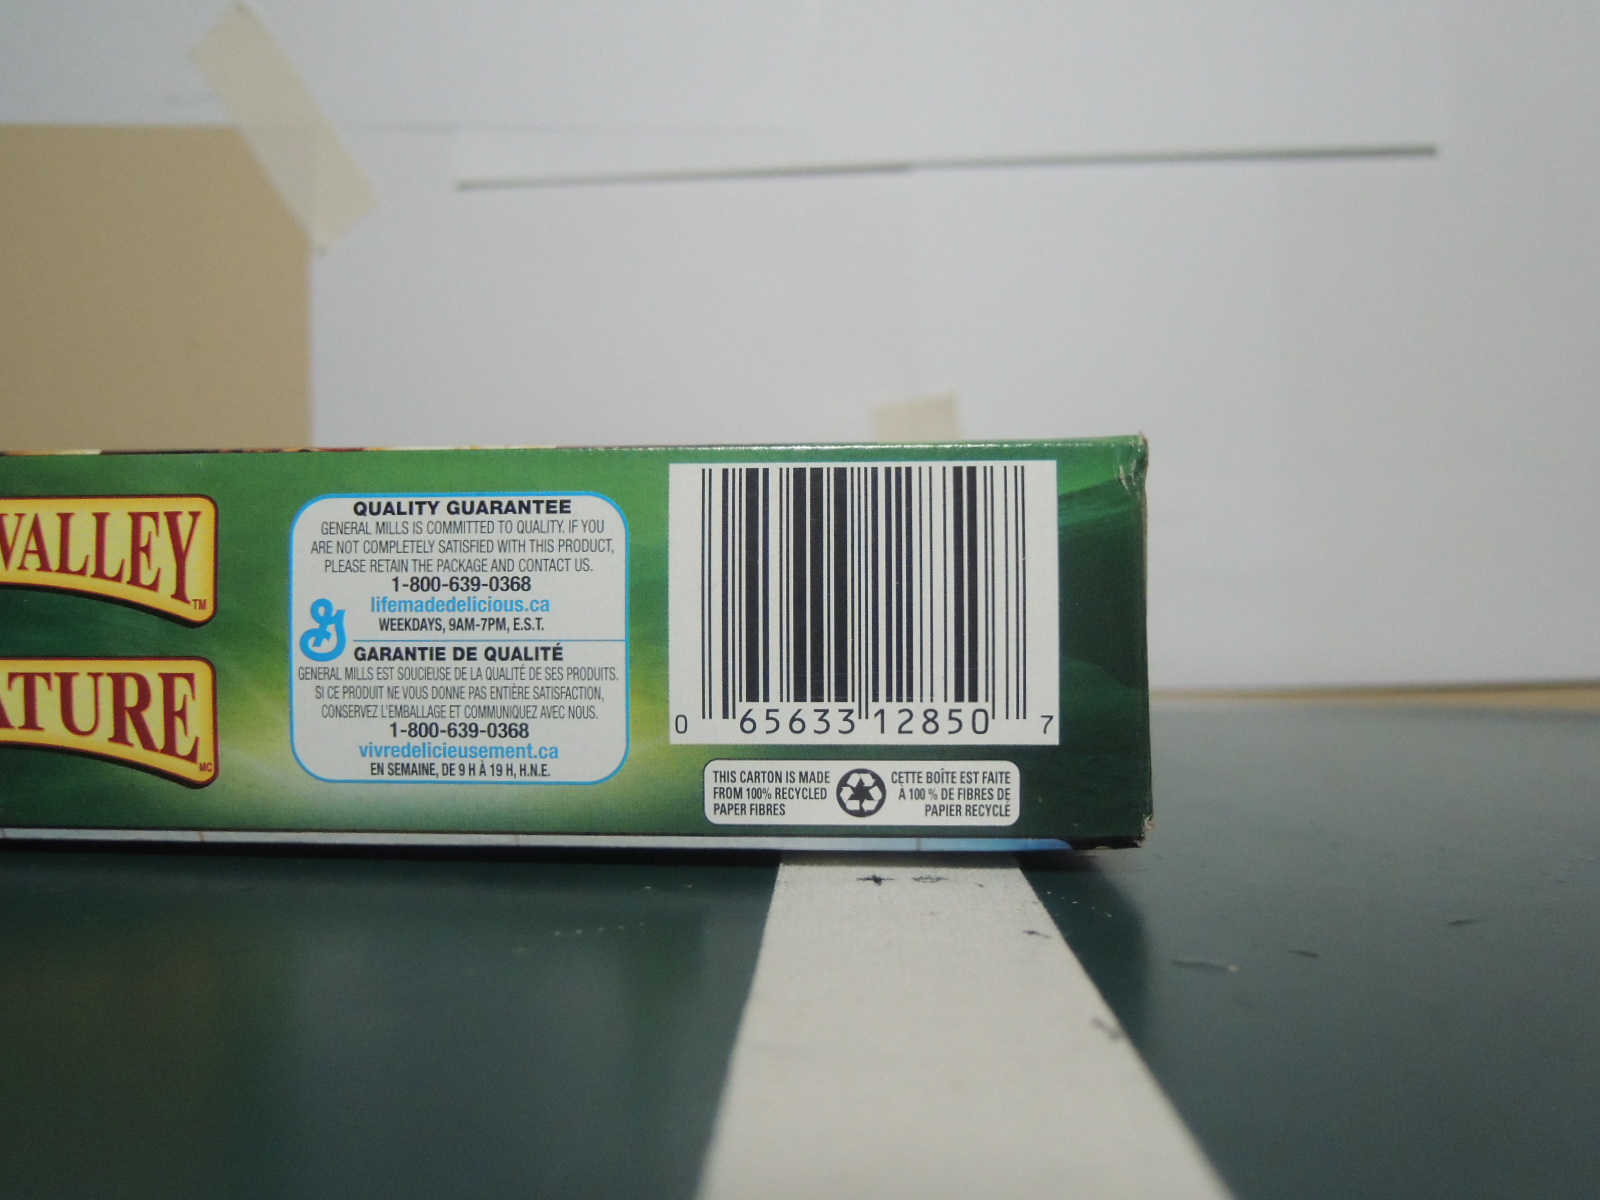 VALLEY
TM
ATURE
MC
QUALITY GUARANTEE
GENERAL MILLS IS COMMITTED TO QUALITY. IF YOU
ARE NOT COMPLETELY SATISFIED WITH THIS PRODUCT,
PLEASE RETAIN THE PACKAGE AND CONTACT US.
1-800-639-0368
lifemadedelicious.ca
WEEKDAYS, 9AM-7PM, E.S.T.
G
GARANTIE DE QUALITÉ
GENERAL MILLS EST SOUCIEUSE DE LA QUALITÉ DE SES PRODUITS.
SI CE PRODUIT NE VOUS DONNE PAS ENTIÈRE SATISFACTION,
CONSERVEZ L'EMBALLAGE ET COMMUNIQUEZ AVEC NOUS.
1-800-639-0368
vivredelicieusement.ca
EN SEMAINE, DE 9 H À 19 H, H.N.E.
0 65633 12850 7
THIS CARTON IS MADE
FROM 100% RECYCLED
PAPER FIBRES
CETTE BOÎTE EST FAITE
À 100 % DE FIBRES DE
PAPIER RECYCLÉ